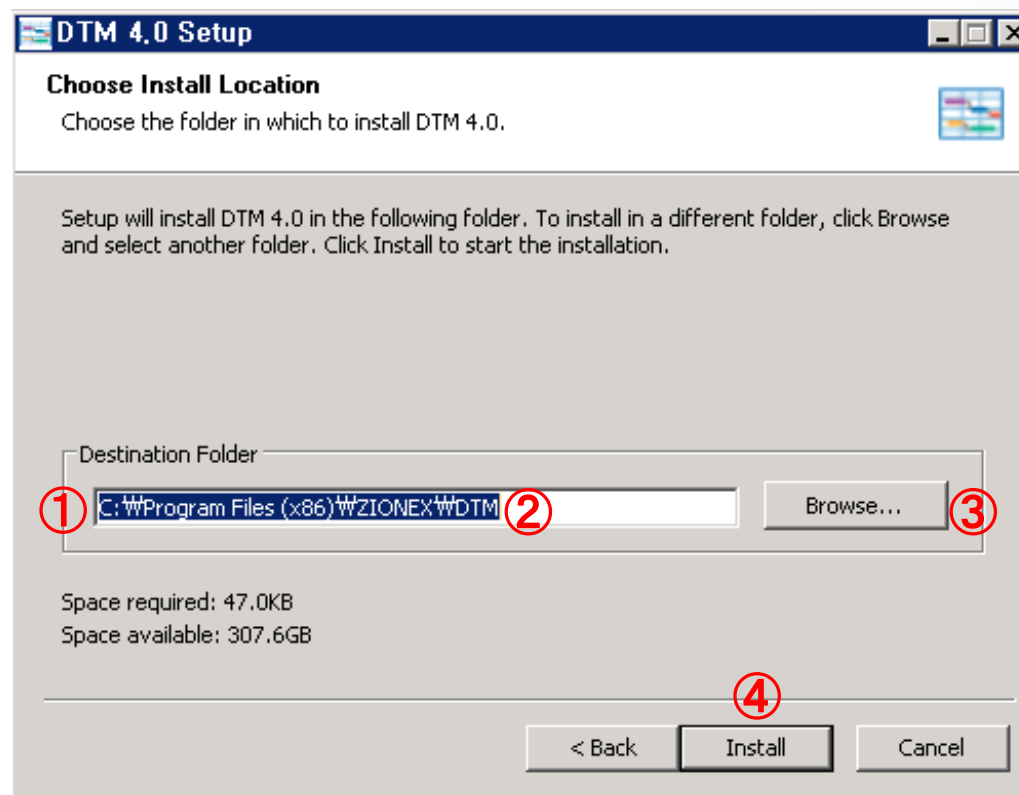 DTM 4.0 Setup
Choose Install Location
Choose the folder in which to install DTM 4.0.
Setup will install DTM 4.0 in the following folder. To install in a different folder, click Browse
and select another folder. Click Install to start the installation.
Destination Folder
① C:₩Program Files (x86)₩ZIONEX₩DTM ② Browse... ③
Space required: 47.0KB
Space available: 307.6GB
④
< Back Install Cancel